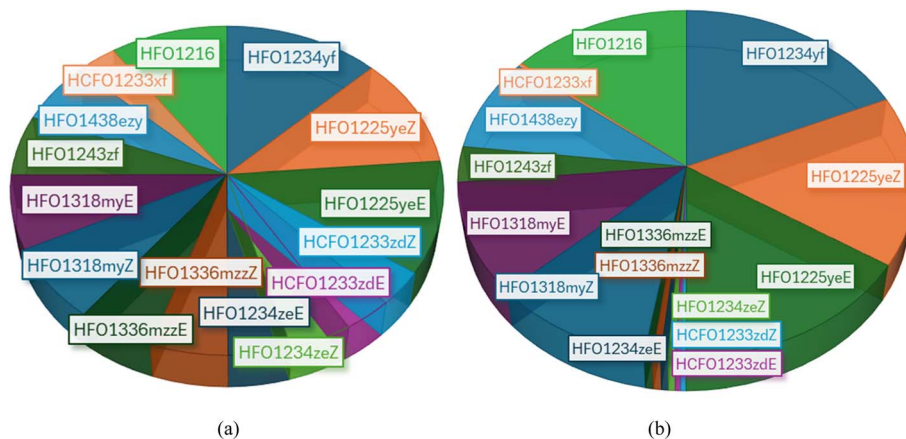 HFO1216
HFO1234yf
HCFO1233xf
HFO1225yeZ
HFO1438ezy
HFO1243zf
HFO1225yeE
HFO1318myE
HCFO1233zdZ
HFO1318myZ
HFO1336mzzZ
HCFO1233zdE
HFO1336mzzE
HFO1234zeE
HFO1234zeZ
(a)
HFO1216
HFO1234yf
HCFO1233xf
HFO1438ezy
HFO1243zf
HFO1225yeZ
HFO1318myE
HFO1336mzzE
HFO1336mzzZ
HFO1225yeE
HFO1318myZ
HFO1234zeZ
HCFO1233zdZ
HFO1234zeE
HCFO1233zdE
(b)